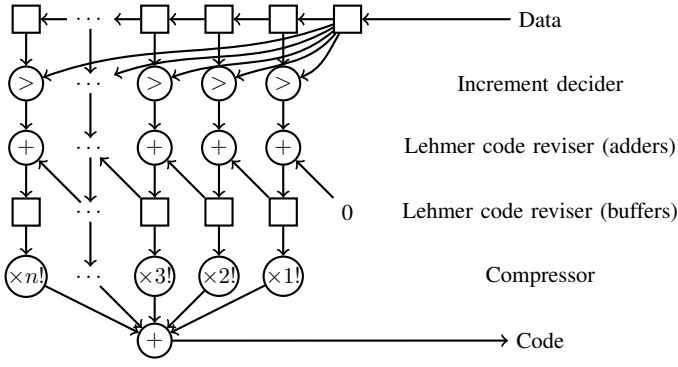 ··· Data
> ··· > > > Increment decider
+ ··· + + + Lehmer code reviser (adders)
··· 0 Lehmer code reviser (buffers)
×n! ··· ×3! ×2! ×1! Compressor
+ Code